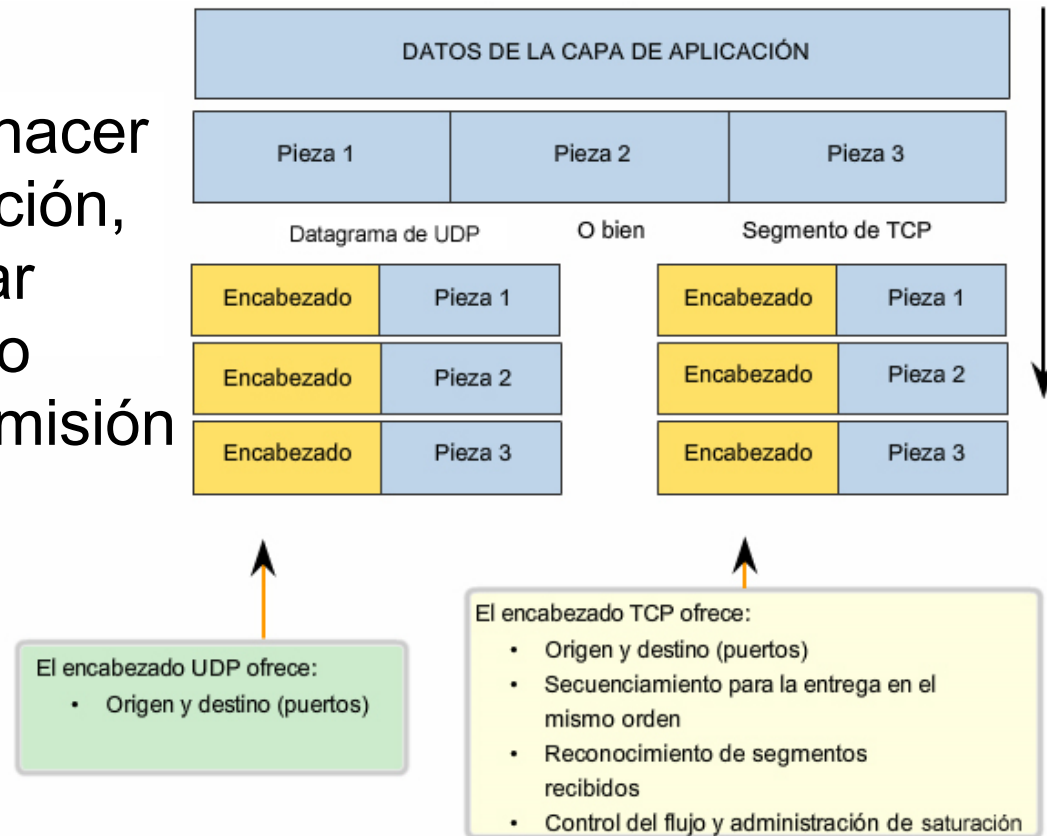 DATOS DE LA CAPA DE APLICACIÓN
Pieza 1 Pieza 2 Pieza 3
Datagrama de UDP O bien Segmento de TCP
Encabezado Pieza 1 Encabezado Pieza 1
Encabezado Pieza 2 Encabezado Pieza 2
Encabezado Pieza 3 Encabezado Pieza 3
nacer
ción,
ar
o
misión
El encabezado UDP ofrece:
• Origen y destino (puertos)
El encabezado TCP ofrece:
• Origen y destino (puertos)
• Secuenciamiento para la entrega en el
mismo orden
• Reconocimiento de segmentos
recibidos
• Control del flujo y administración de saturación